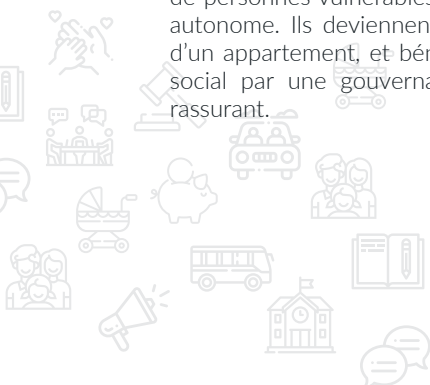 de personnes vulnérables
autonome. Ils deviennen
d’un appartement, et bén
social par une gouverna
rassurant.